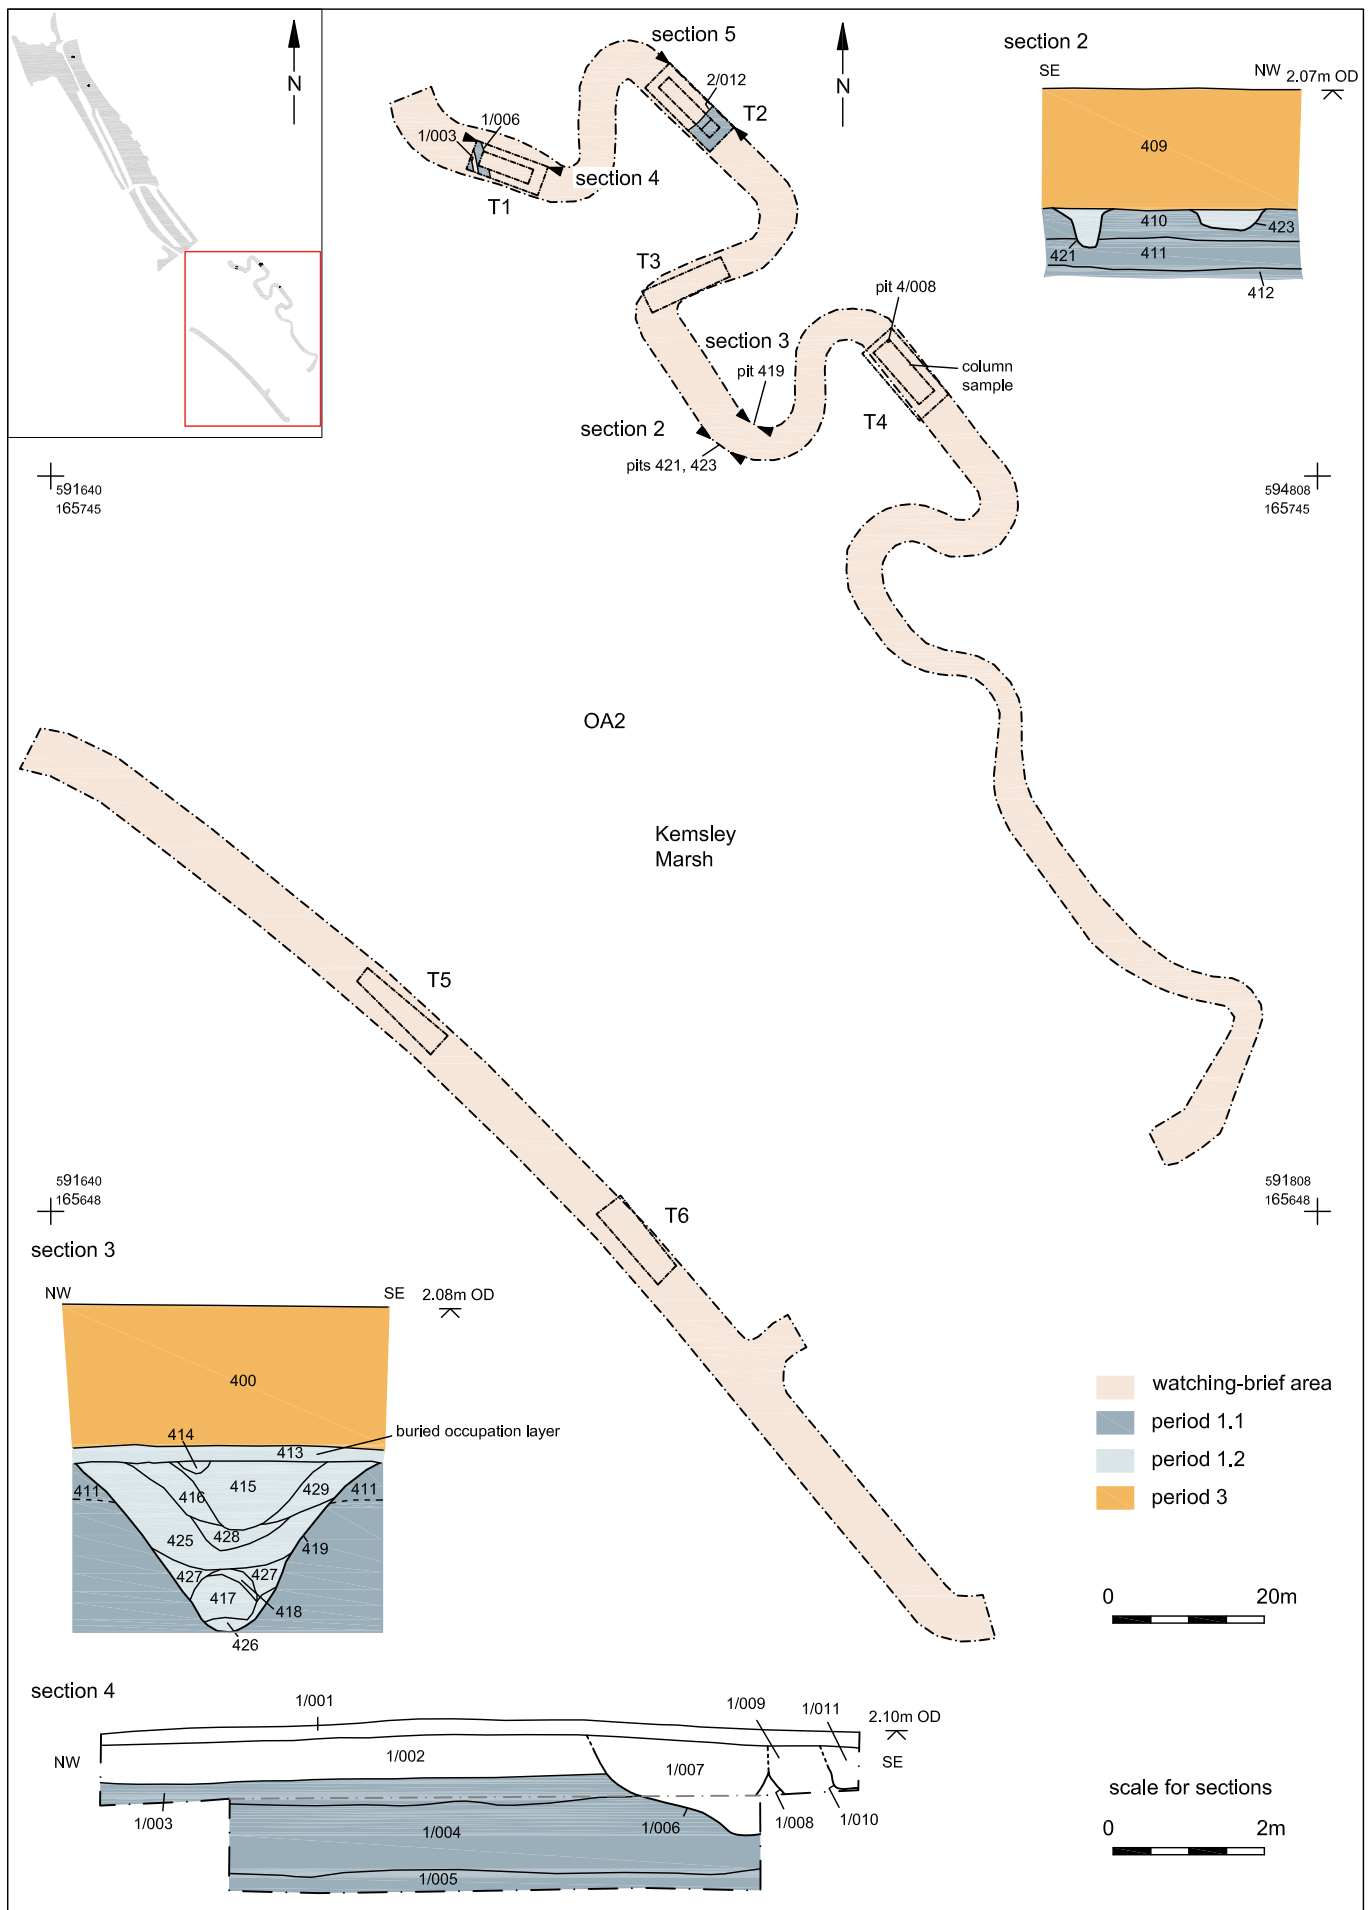 N
section 5
2/012
T2
N
1/006
1/003
section 4
T1
T3
section 3
pit 419
section 2
pits 421, 423
pit 4/008
column
sample
T4
section 2
SE
NW
2.07m OD
409
410
423
421
411
412
591640
165745
594808
165745
OA2
Kemsley
Marsh
T5
T6
591640
165648
591808
165648
section 3
NW
SE
2.08m OD
400
414
413
buried occupation layer
411
416
415
429
411
425
428
419
427
427
417
418
426
watching-brief area
period 1.1
period 1.2
period 3
0
20m
section 4
1/001
1/009
1/011
2.10m OD
NW
SE
1/002
1/007
1/003
1/004
1/006
1/008
1/010
1/005
scale for sections
0
2m